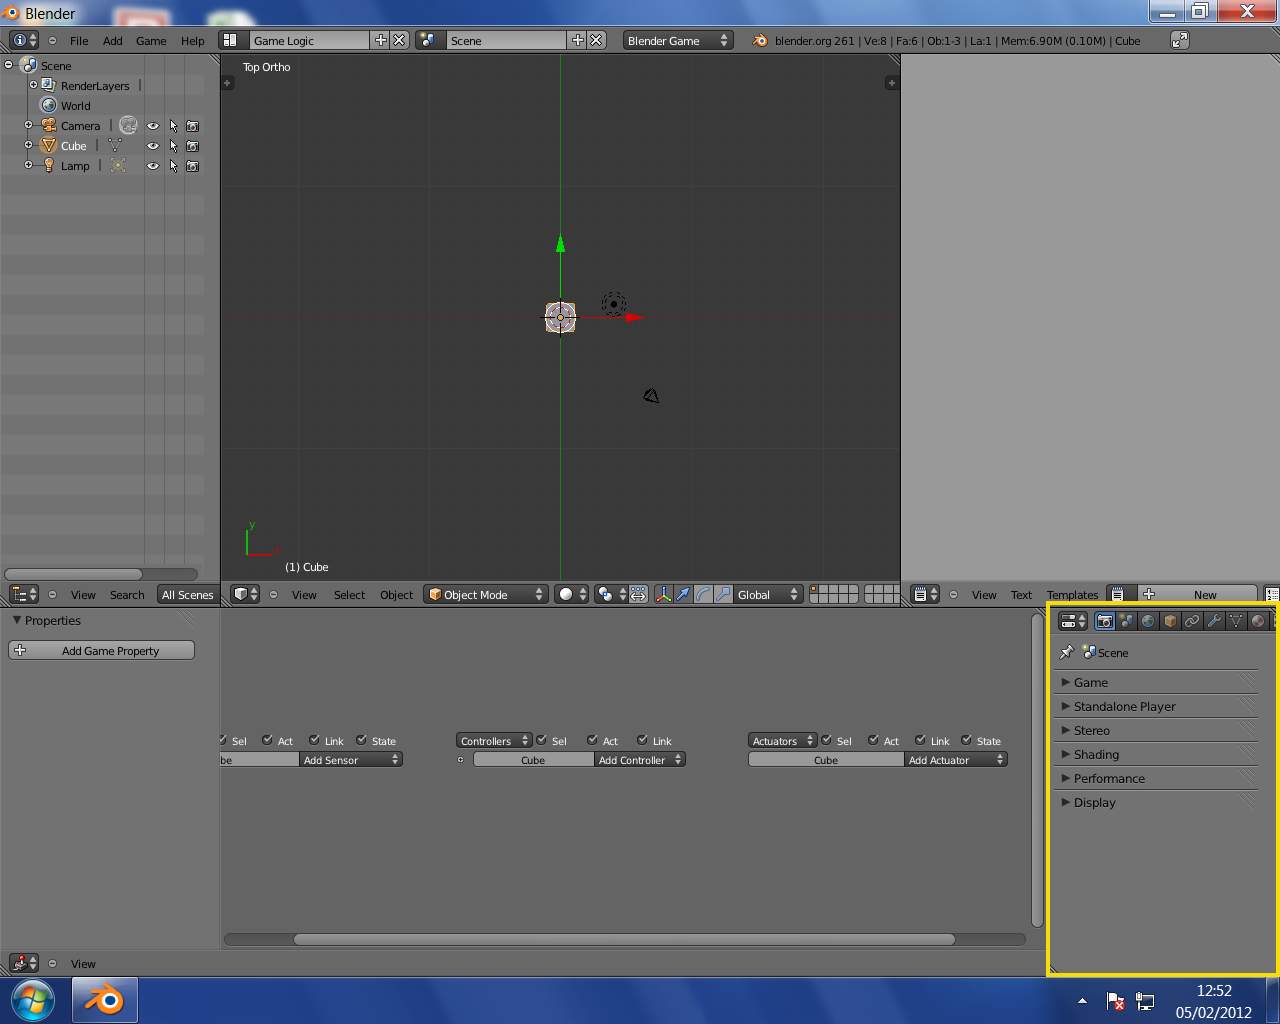 Blender
File Add Game Help Game Logic Scene Blender Game blender.org 261 | Ve:8 | Fa:6 | Ob:1-3 | La:1 | Mem:6.90M (0.10M) | Cube
Scene
RenderLayers |
World
Camera |
Cube |
Lamp |
Top Ortho
y
(1) Cube
View Search All Scenes
View Select Object Object Mode Global
View Text Templates New
Properties
Add Game Property
Sel Act Link State
be Add Sensor
Controllers Sel Act Link
Cube Add Controller
Actuators Sel Act Link State
Cube Add Actuator
Scene
Game
Standalone Player
Stereo
Shading
Performance
Display
View
12:52
05/02/2012